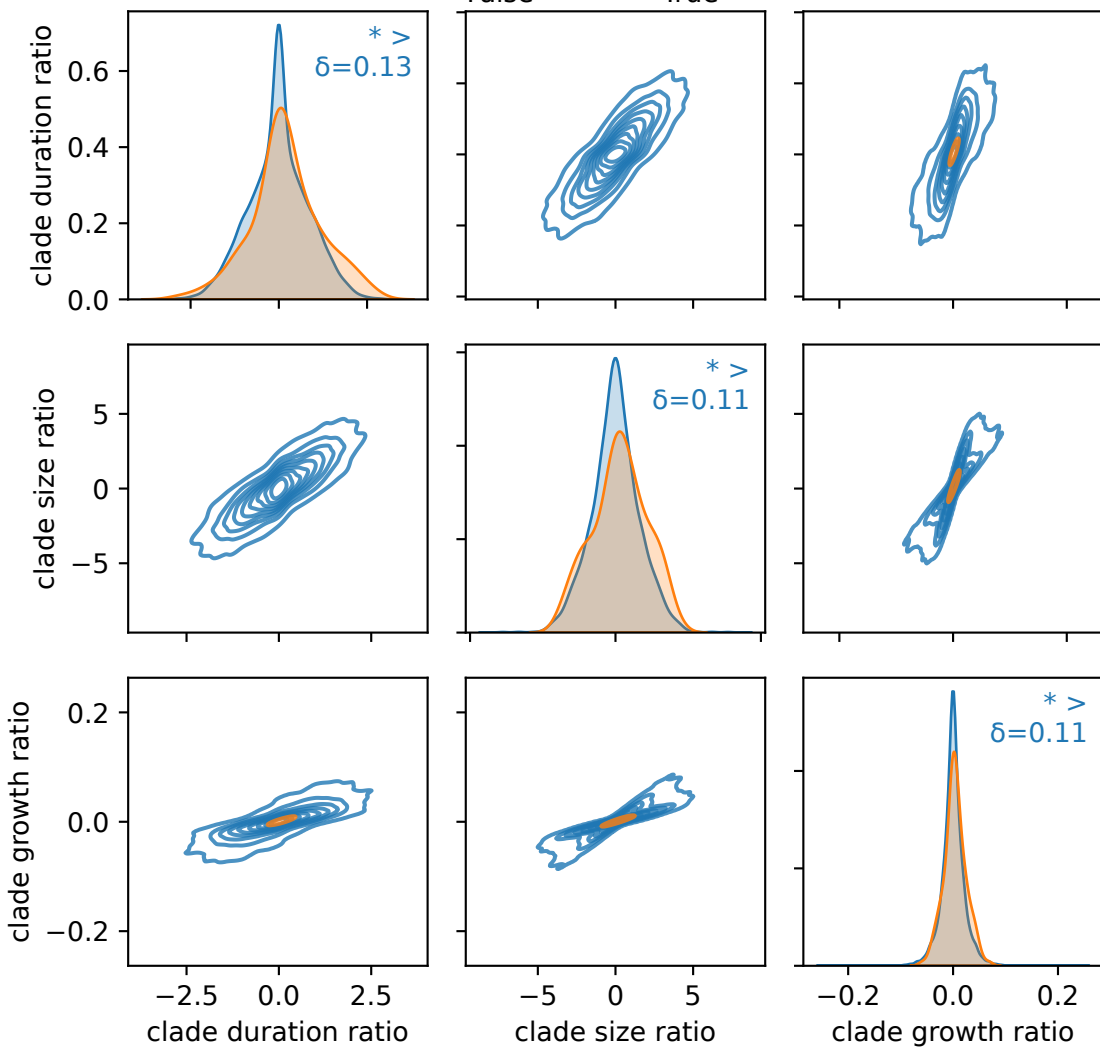 * >
δ=0.13
clade duration ratio
0.6
0.4
0.2
0.0
* >
δ=0.11
clade size ratio
5
0
−5
* >
δ=0.11
clade growth ratio
0.2
0.0
−0.2
−2.5 0.0 2.5 −5 0 5 −0.2 0.0 0.2
clade duration ratio clade size ratio clade growth ratio